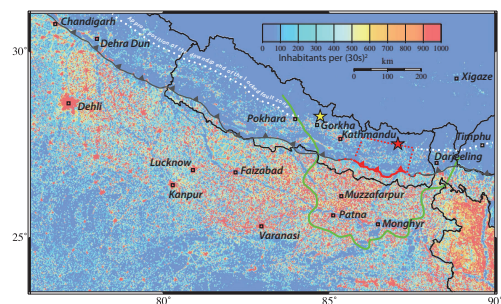 30°
25°
80°
85°
90°
Chandigarh
Dehra Dun
Dehli
Lucknow
Kanpur
Faizabad
Varanasi
Pokhara
Gorkha
Kathmandu
Muzzafarpur
Patna
Monghyr
Darjeeling
Timphu
Xigaze
0 100 200 300 400 500 600 700 800 900 1000
Inhabitants per (30s)²
km
0 100 200